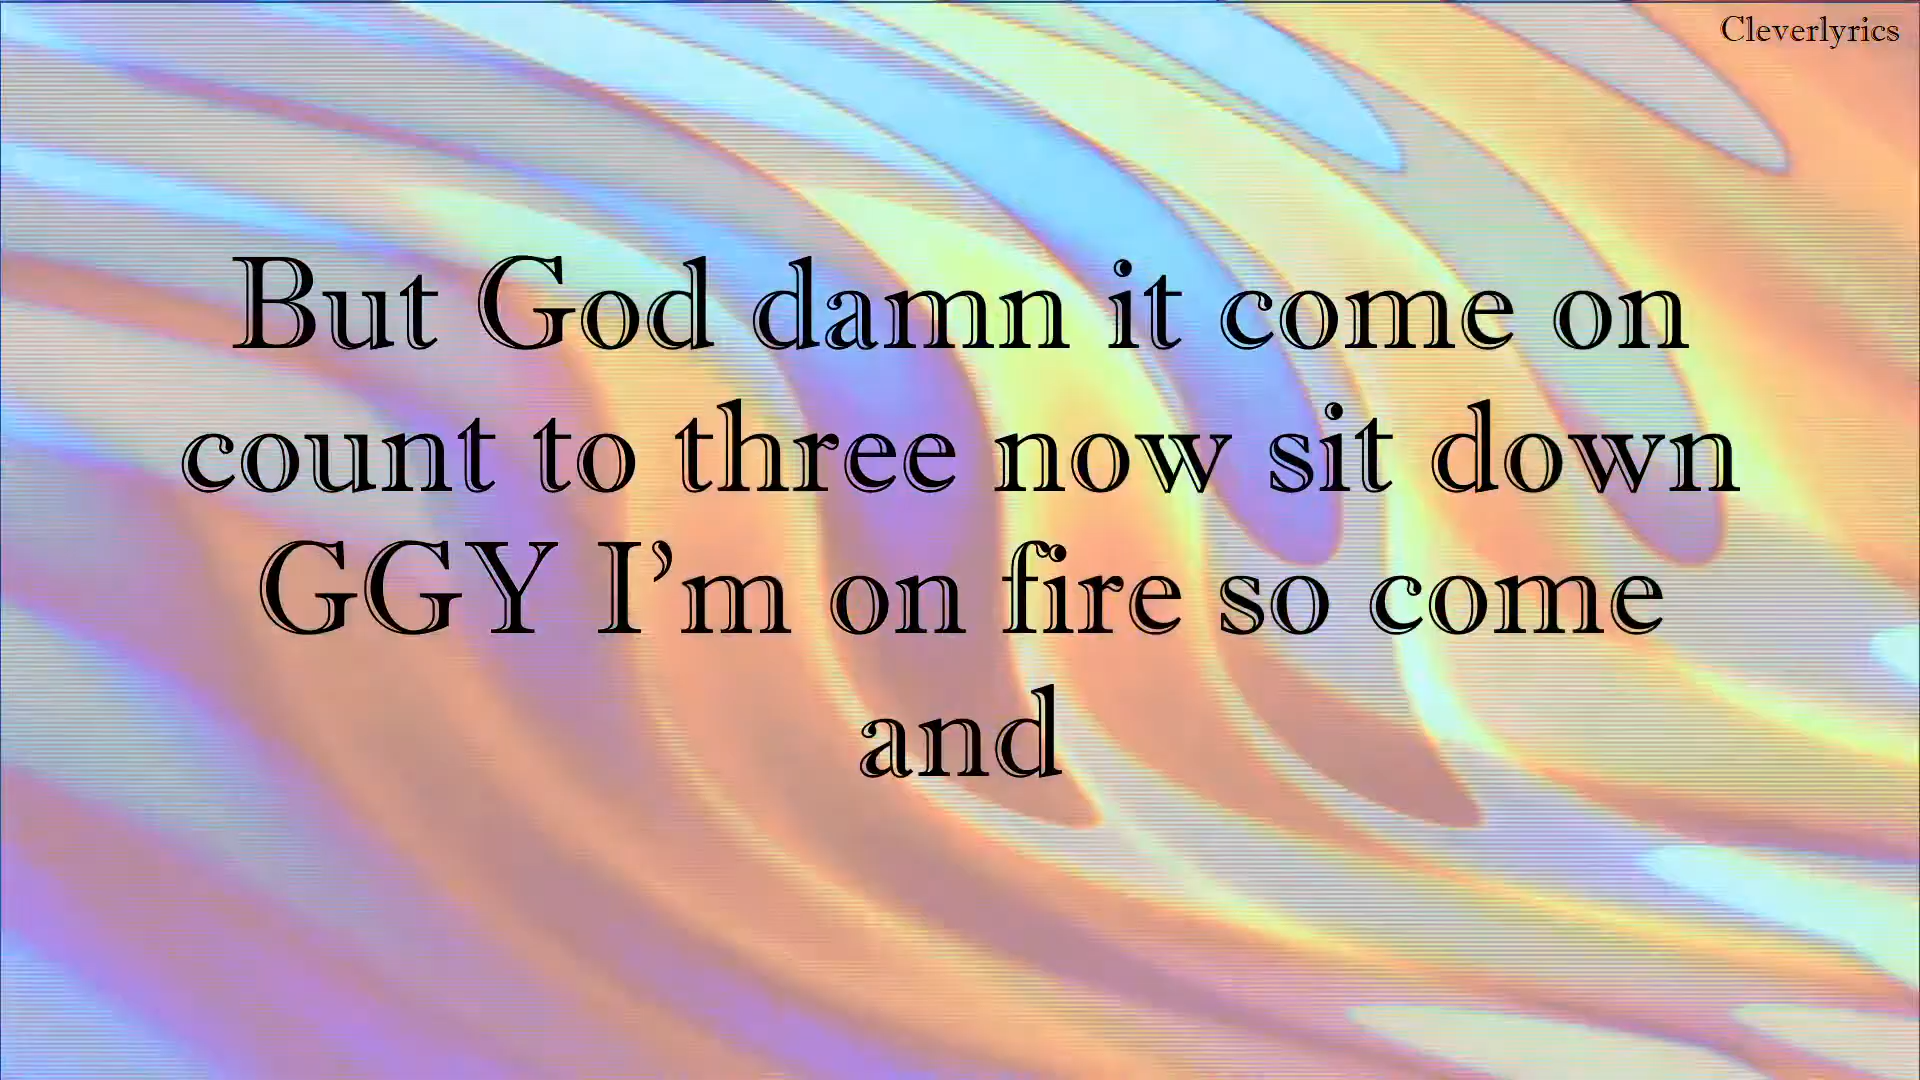 Cleverlyrics
But God damn it come on
count to three now sit down
GGY I'm on fire so come
and